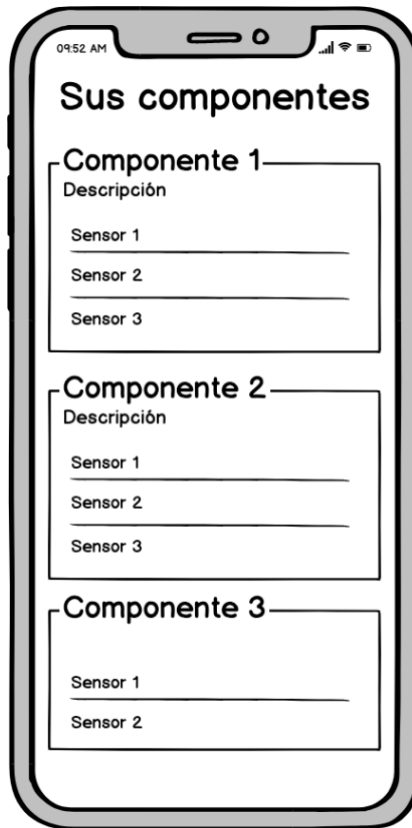 09:52 AM
Sus componentes
Componente 1
Descripción
Sensor 1
Sensor 2
Sensor 3
Componente 2
Descripción
Sensor 1
Sensor 2
Sensor 3
Componente 3
Sensor 1
Sensor 2